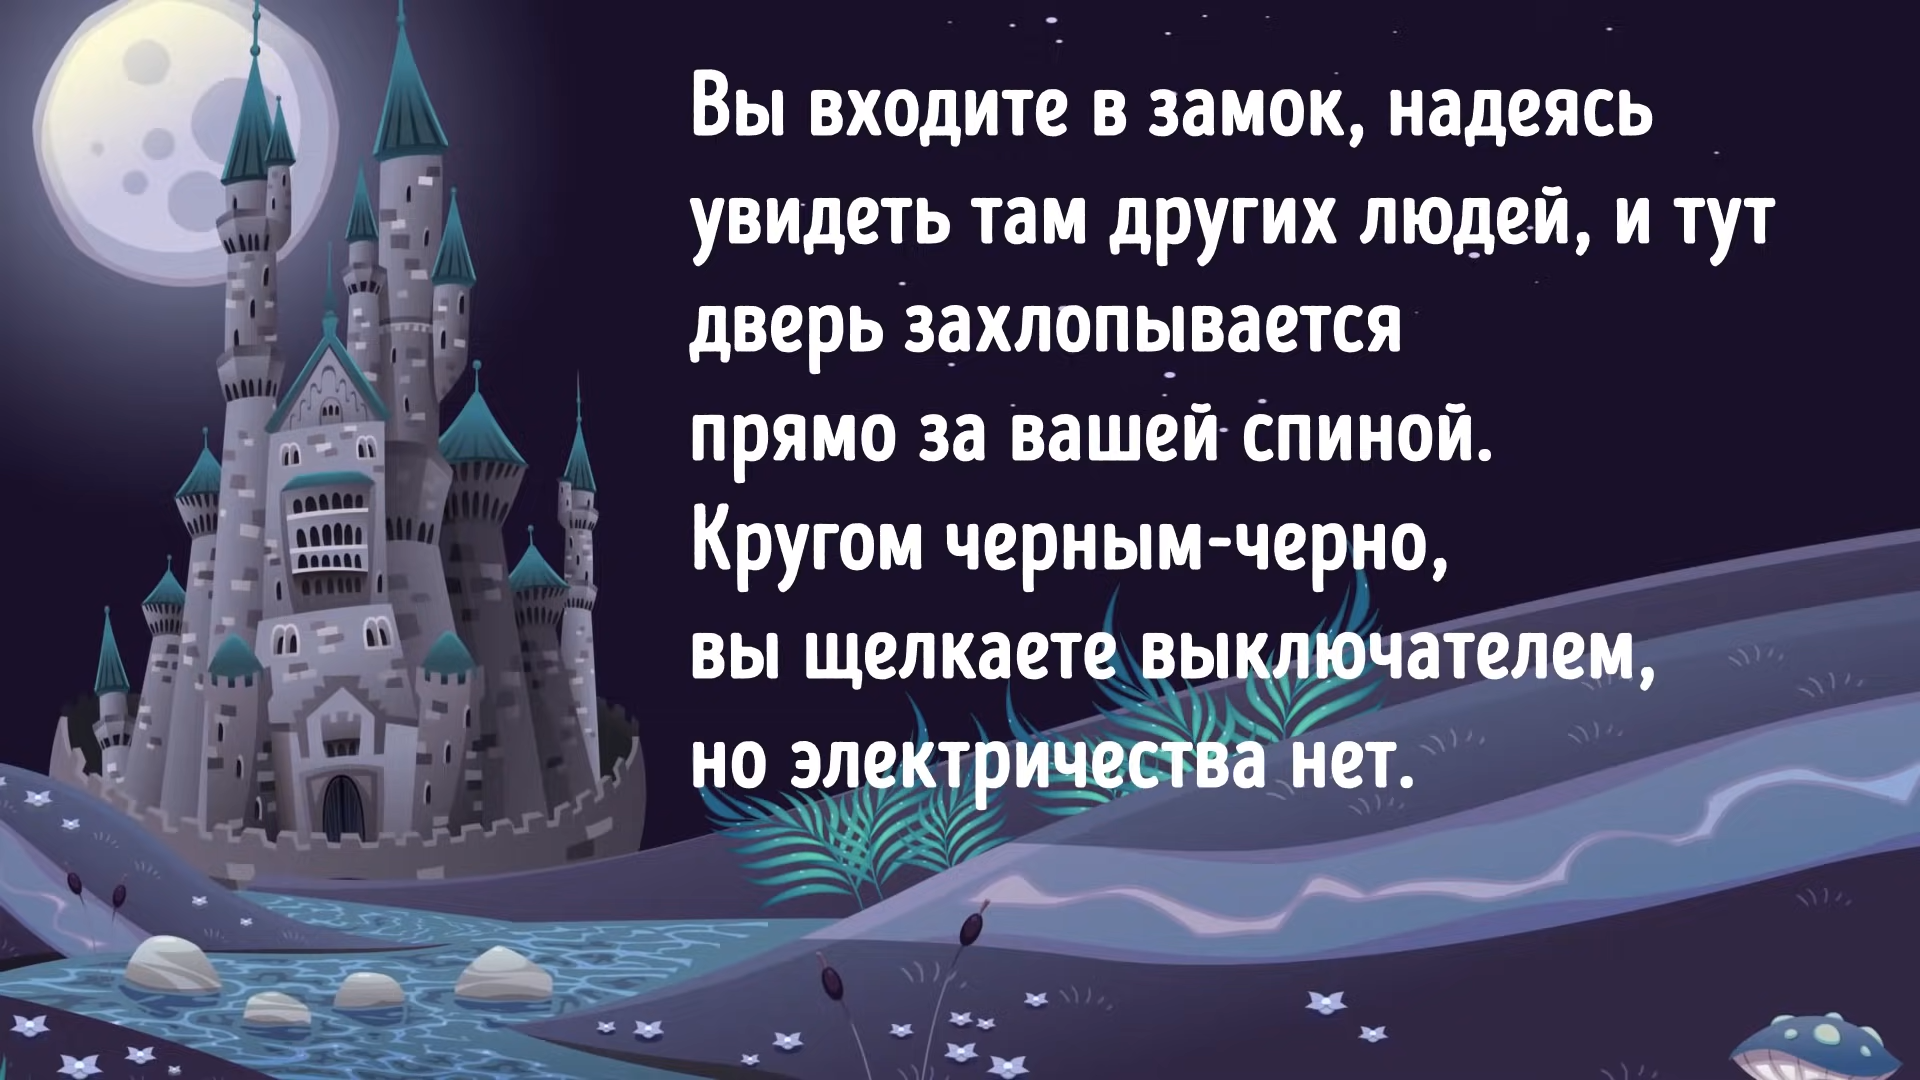 Вы входите в замок, надеясь
увидеть там других людей, и тут
дверь захлопывается
прямо за вашей спиной.
Кругом черным-черно,
вы щелкаете выключателем,
но электричества нет.